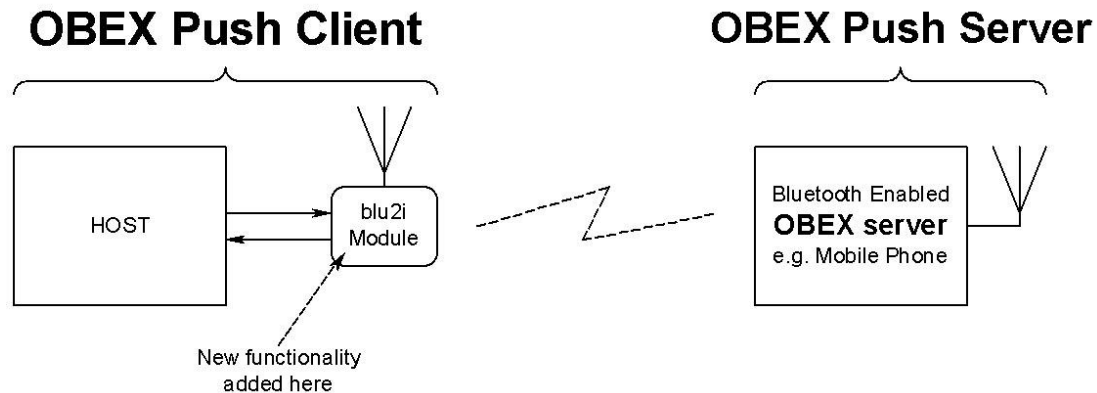 OBEX Push Client
OBEX Push Server
HOST
blu2i
Module
Bluetooth Enabled
OBEX server
e.g. Mobile Phone
New functionality
added here